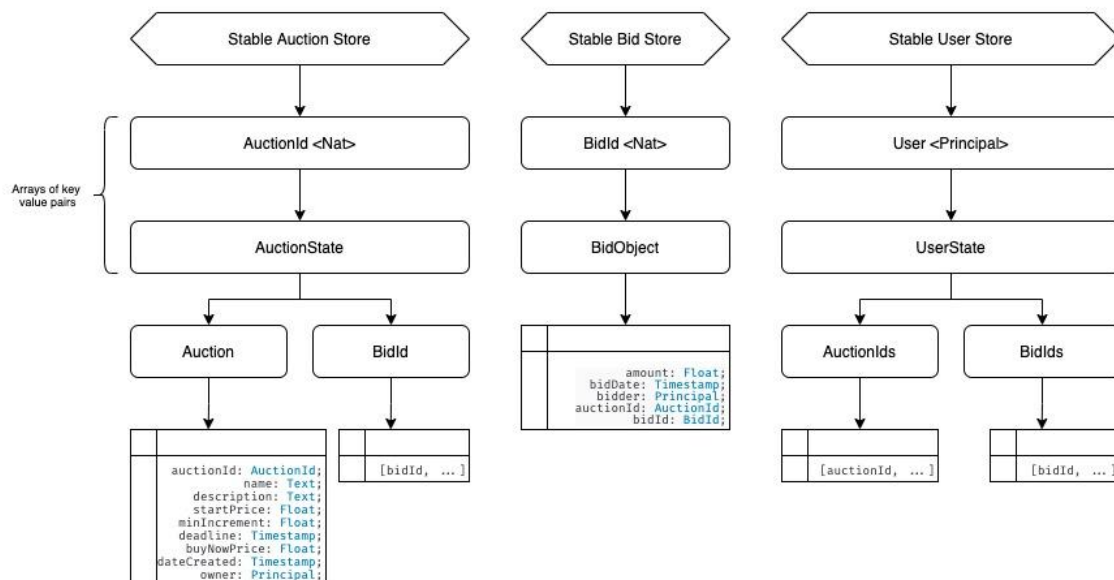 Stable Auction Store
Stable Bid Store
Stable User Store
Arrays of key
value pairs
AuctionId <Nat>
BidId <Nat>
User <Principal>
AuctionState
BidObject
UserState
Auction
BidId
AuctionIds
BidIds
amount: Float;
bidDate: Timestamp;
bidder: Principal;
auctionId: AuctionId;
bidId: BidId;
auctionId: AuctionId;
name: Text;
description: Text;
startPrice: Float;
minIncrement: Float;
deadline: Timestamp;
buyNowPrice: Float;
dateCreated: Timestamp;
owner: Principal;
[bidId, ...]
[auctionId, ...]
[bidId, ...]